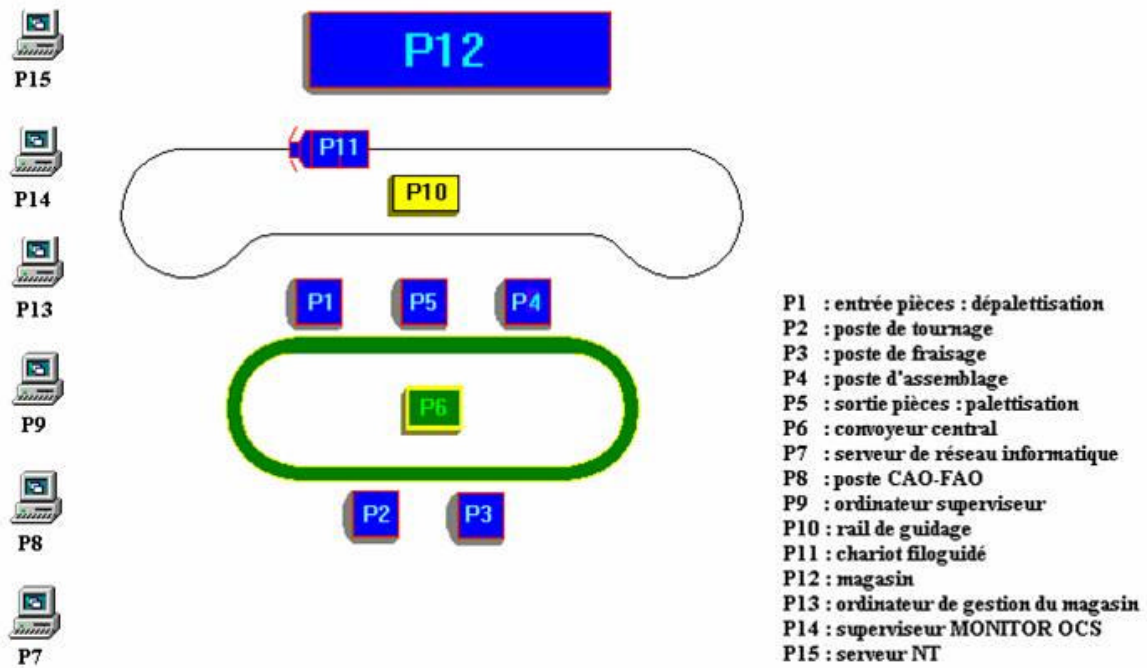 P15
P12
P14
P11
P10
P13
P1
P5
P4
P9
P6
P8
P2
P3
P7
P1 : entrée pièces : dépalettisation
P2 : poste de tournage
P3 : poste de fraisage
P4 : poste d'assemblage
P5 : sortie pièces : palettisation
P6 : convoyeur central
P7 : serveur de réseau informatique
P8 : poste CAO-FAO
P9 : ordinateur superviseur
P10 : rail de guidage
P11 : chariot filoguidé
P12 : magasin
P13 : ordinateur de gestion du magasin
P14 : superviseur MONITOR OCS
P15 : serveur NT